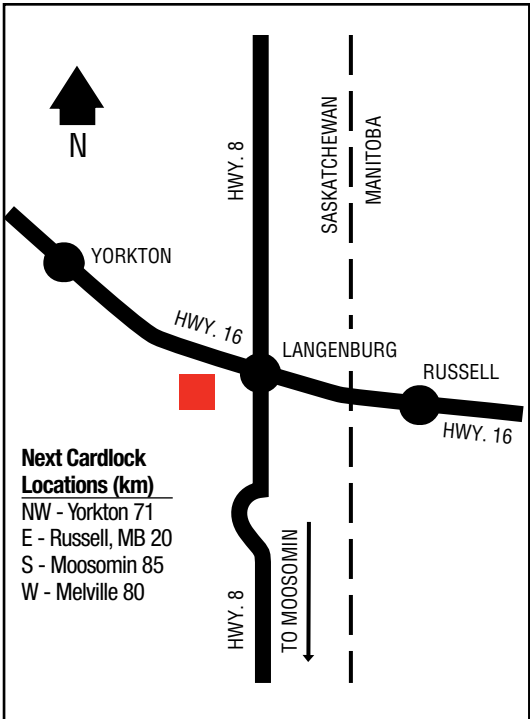 N
HWY. 8
SASKATCHEWAN
MANITOBA
YORKTON
HWY. 16
LANGENBURG
RUSSELL
HWY. 16
Next Cardlock
Locations (km)
NW - Yorkton 71
E - Russell, MB 20
S - Moosomin 85
W - Melville 80
HWY. 8
TO MOOSOMIN